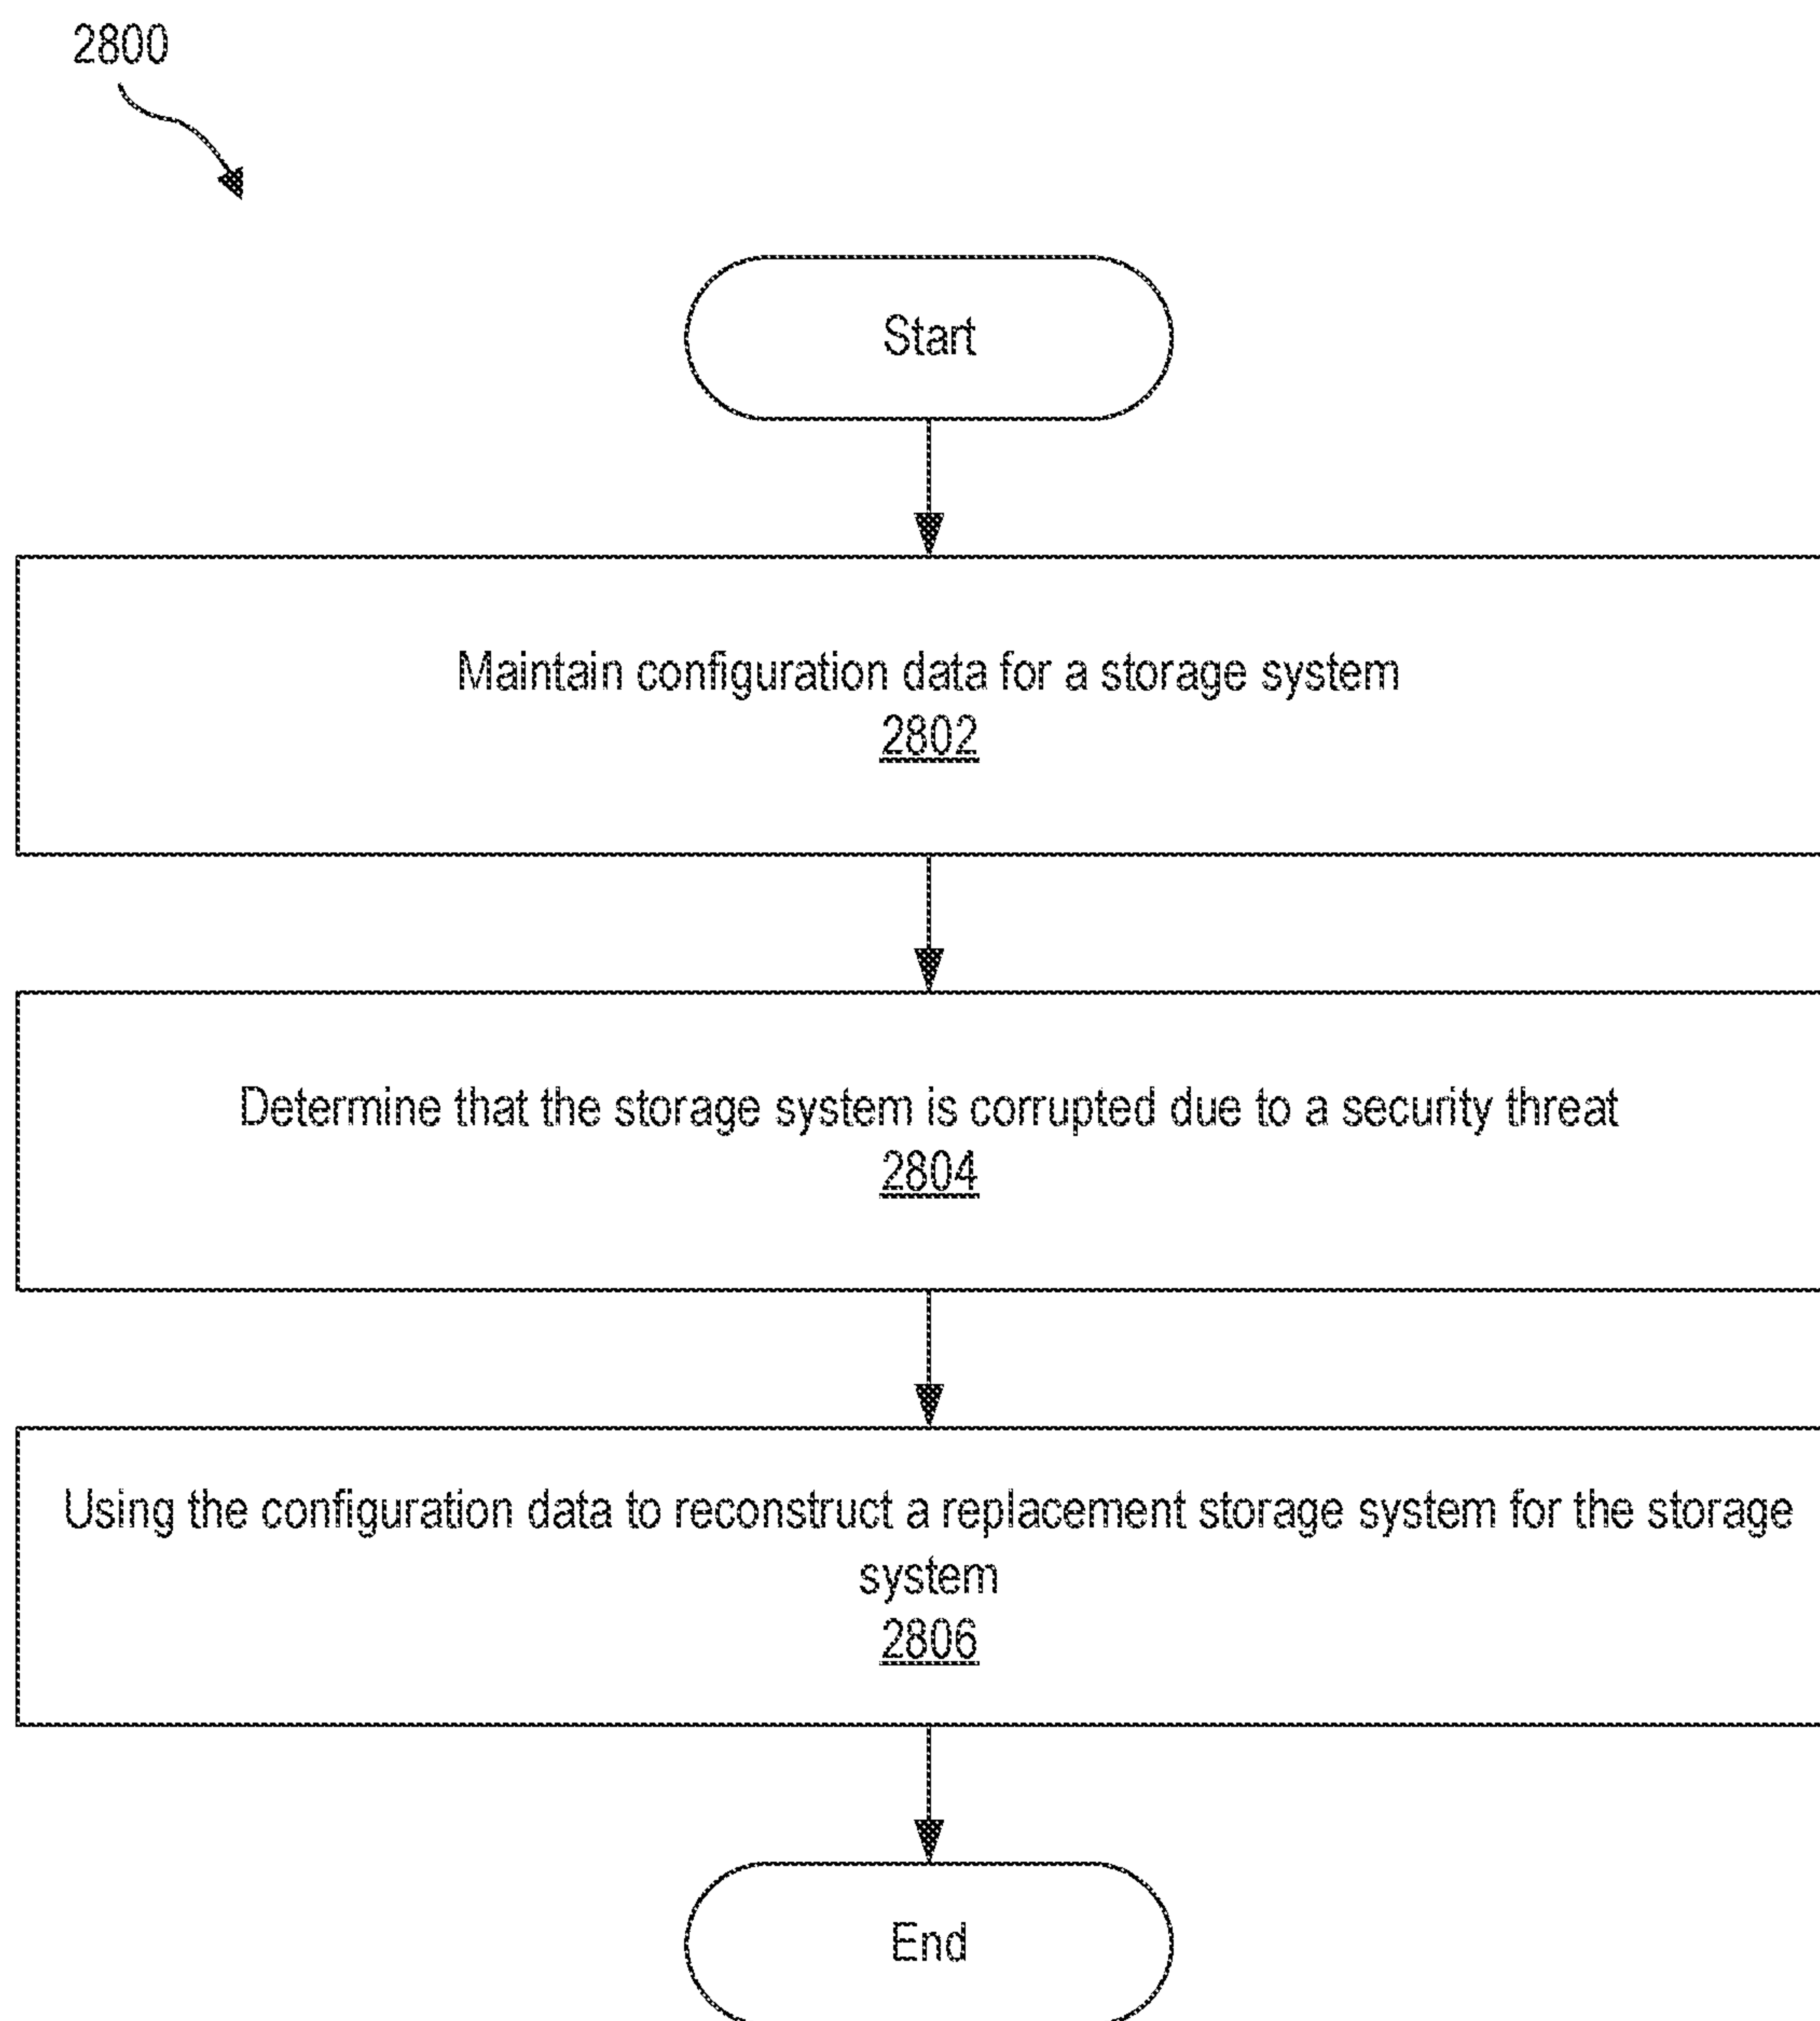 2800
Start
Maintain configuration data for a storage system
2802
Determine that the storage system is corrupted due to a security threat
2804
Using the configuration data to reconstruct a replacement storage system for the storage
system
2806
End